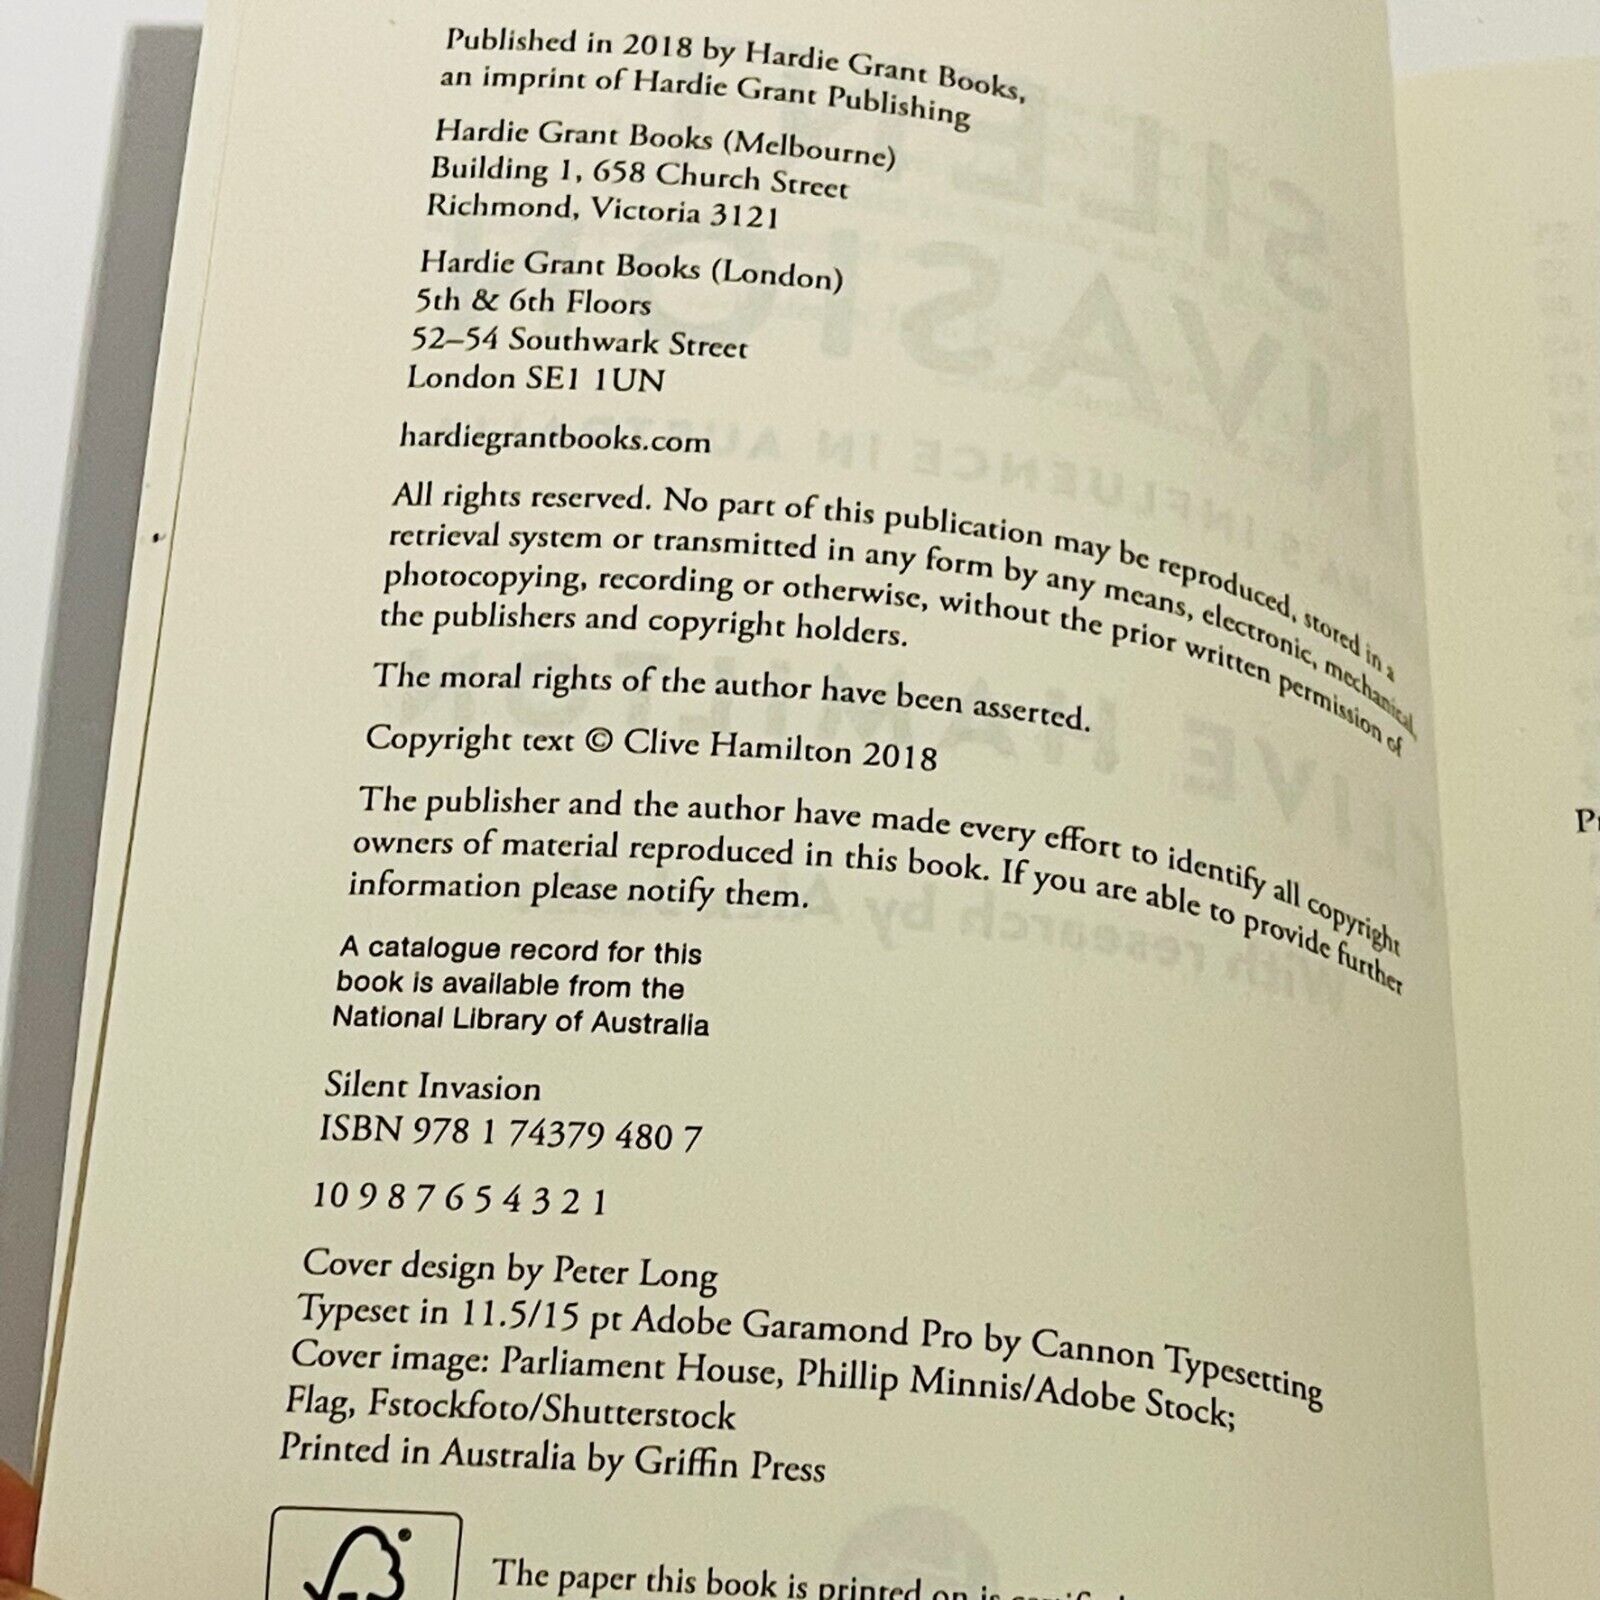 Published in 2018 by Hardie Grant Books,
an imprint of Hardie Grant Publishing
Hardie Grant Books (Melbourne)
Building 1, 658 Church Street
Richmond, Victoria 3121
Hardie Grant Books (London)
5th & 6th Floors
52–54 Southwark Street
London SE1 1UN
hardiegrantbooks.com
All rights reserved. No part of this publication may be reproduced, stored in a
retrieval system or transmitted in any form by any means, electronic, mechanical,
photocopying, recording or otherwise, without the prior written permission of
the publishers and copyright holders.
The moral rights of the author have been asserted.
Copyright text © Clive Hamilton 2018
The publisher and the author have made every effort to identify all copyright
owners of material reproduced in this book. If you are able to provide further
information please notify them.
A catalogue record for this
book is available from the
National Library of Australia
Silent Invasion
ISBN 978 1 74379 480 7
10 9 8 7 6 5 4 3 2 1
Cover design by Peter Long
Typeset in 11.5/15 pt Adobe Garamond Pro by Cannon Typesetting
Cover image: Parliament House, Phillip Minnis/Adobe Stock;
Flag, Fstockfoto/Shutterstock
Printed in Australia by Griffin Press
The paper this book is printed on is